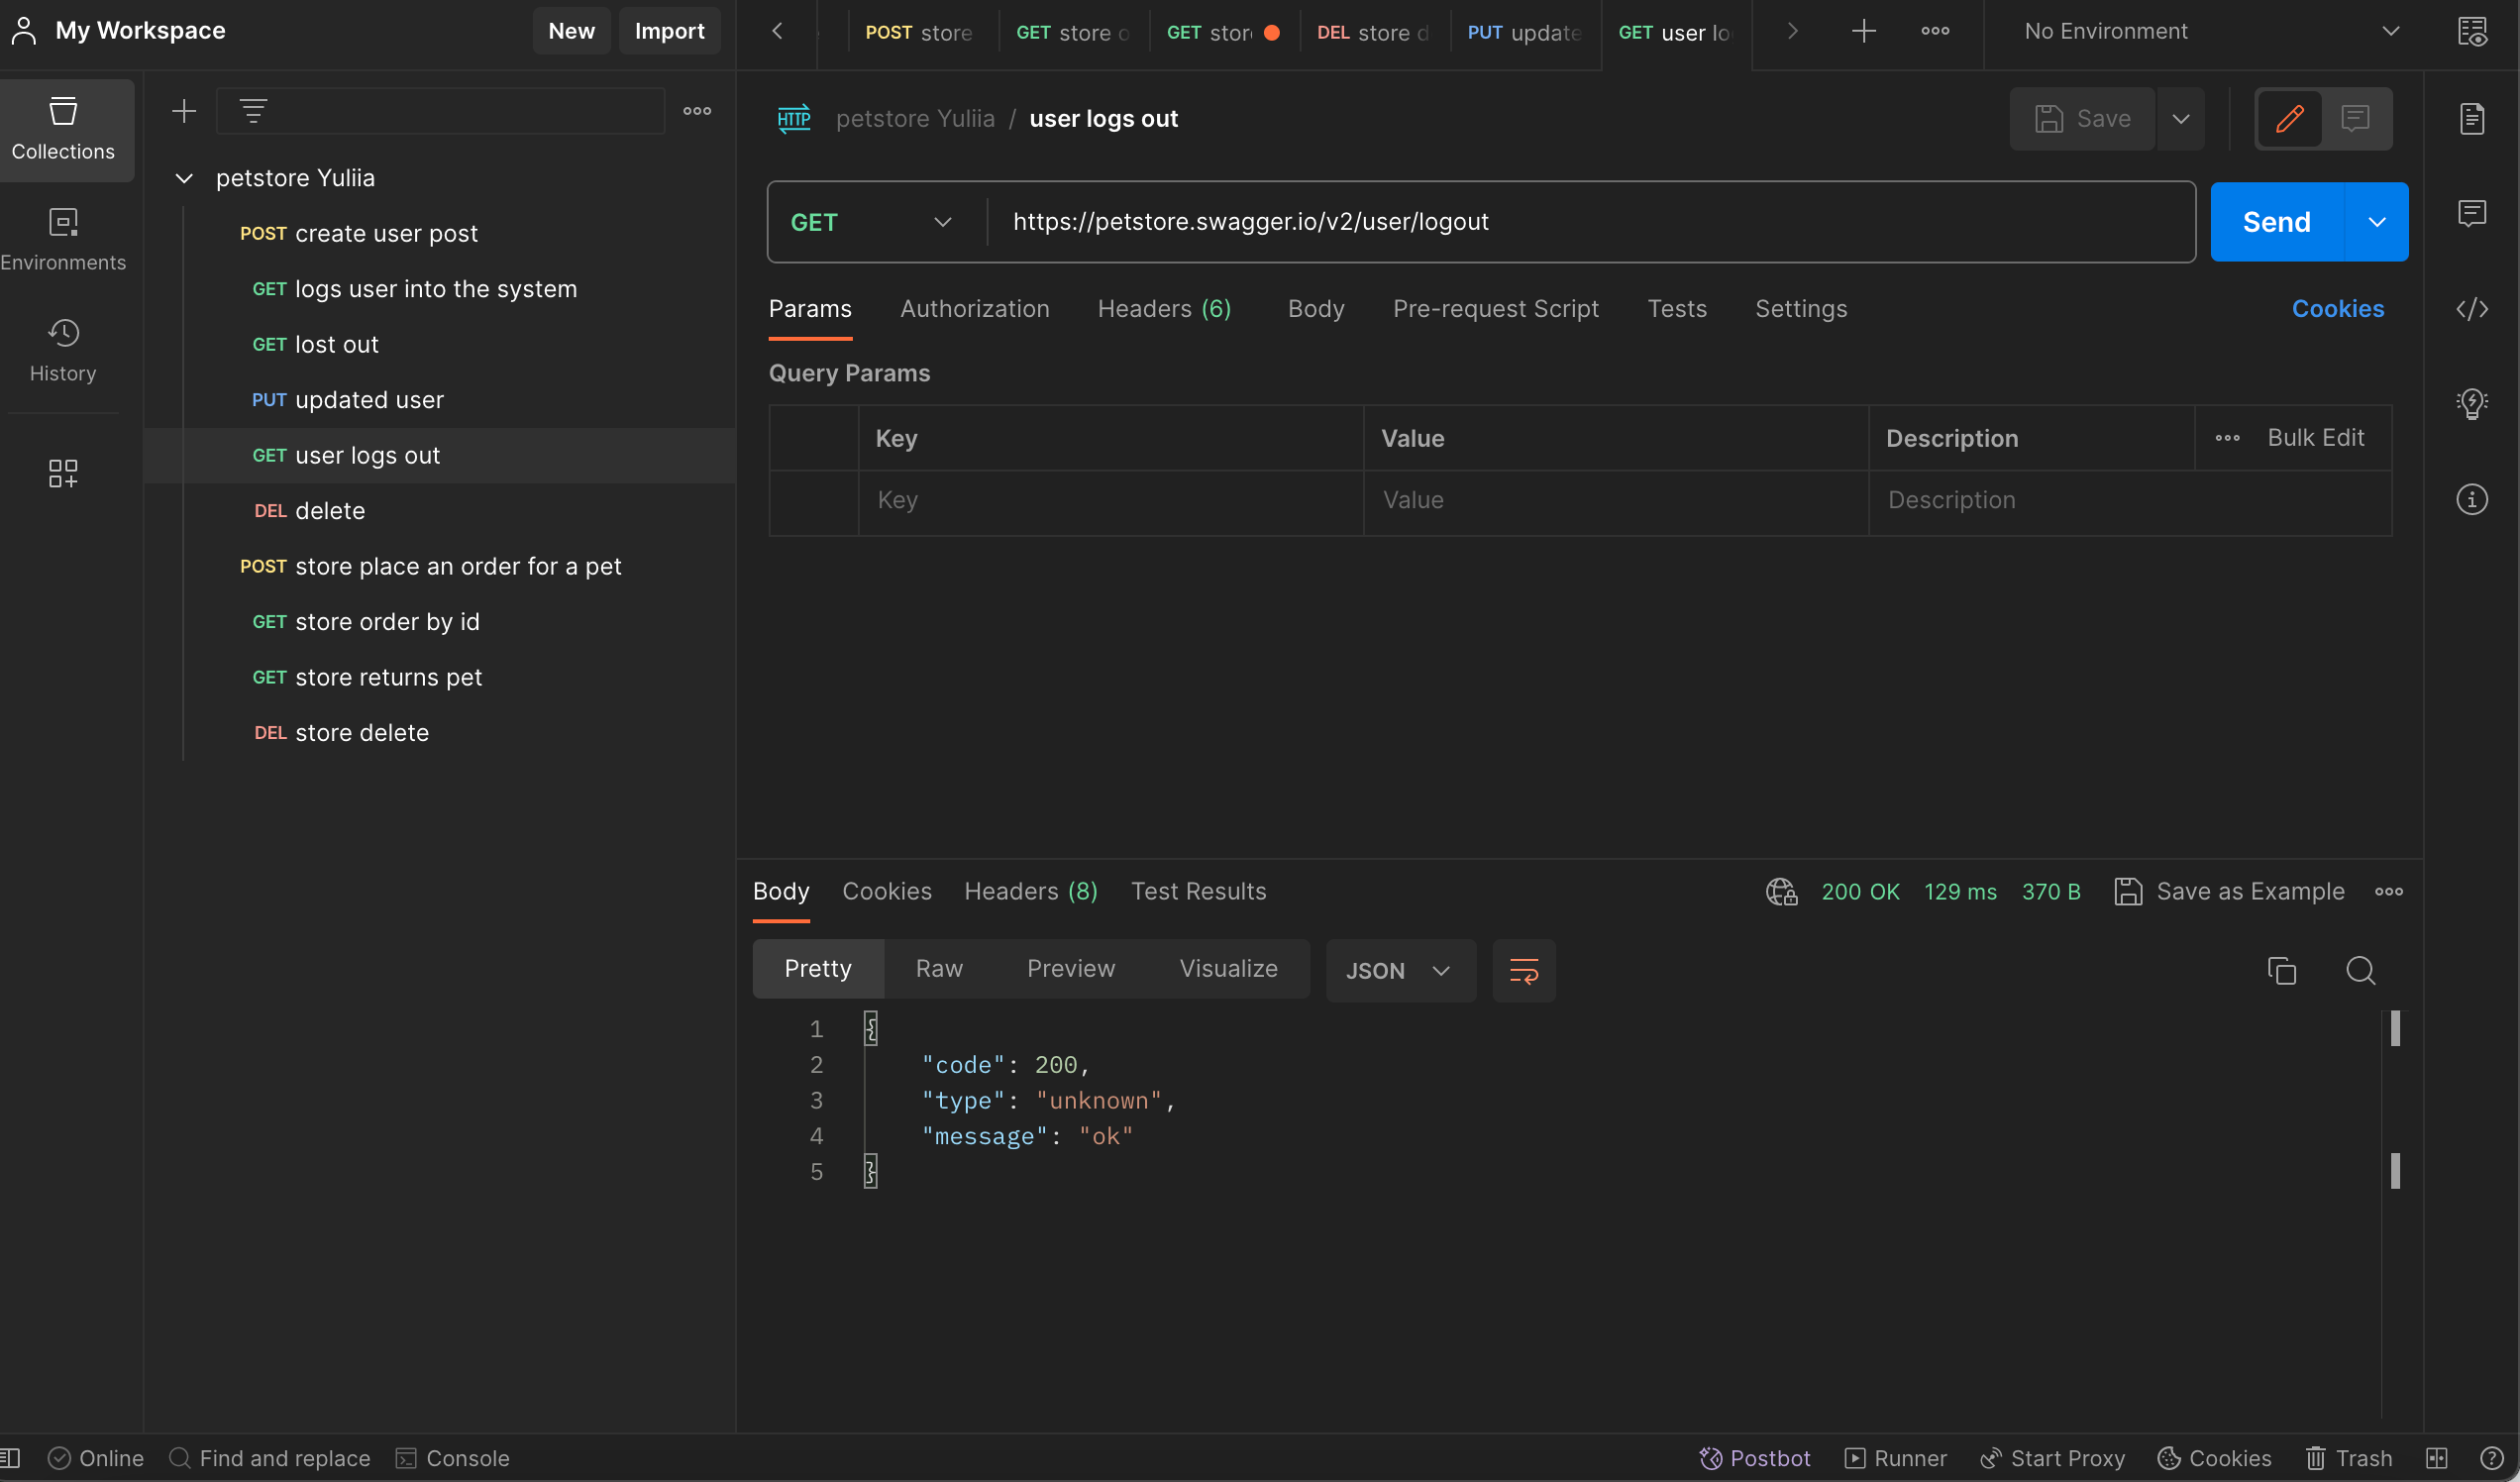 My Workspace New Import
POST store GET store GET store DEL store PUT update GET user lo No Environment
Collections
Environments
History
petstore Yuliia
POST create user post
GET logs user into the system
GET lost out
PUT updated user
GET user logs out
DEL delete
POST store place an order for a pet
GET store order by id
GET store returns pet
DEL store delete
HTTP petstore Yuliia / user logs out Save
GET https://petstore.swagger.io/v2/user/logout Send
Params Authorization Headers (6) Body Pre-request Script Tests Settings Cookies
Query Params
Key Value Description Bulk Edit
Key Value Description
Body Cookies Headers (8) Test Results 200 OK 129 ms 370 B Save as Example
Pretty Raw Preview Visualize JSON
1 {
2 "code": 200,
3 "type": "unknown",
4 "message": "ok"
5 }
Online Find and replace Console Postbot Runner Start Proxy Cookies Trash